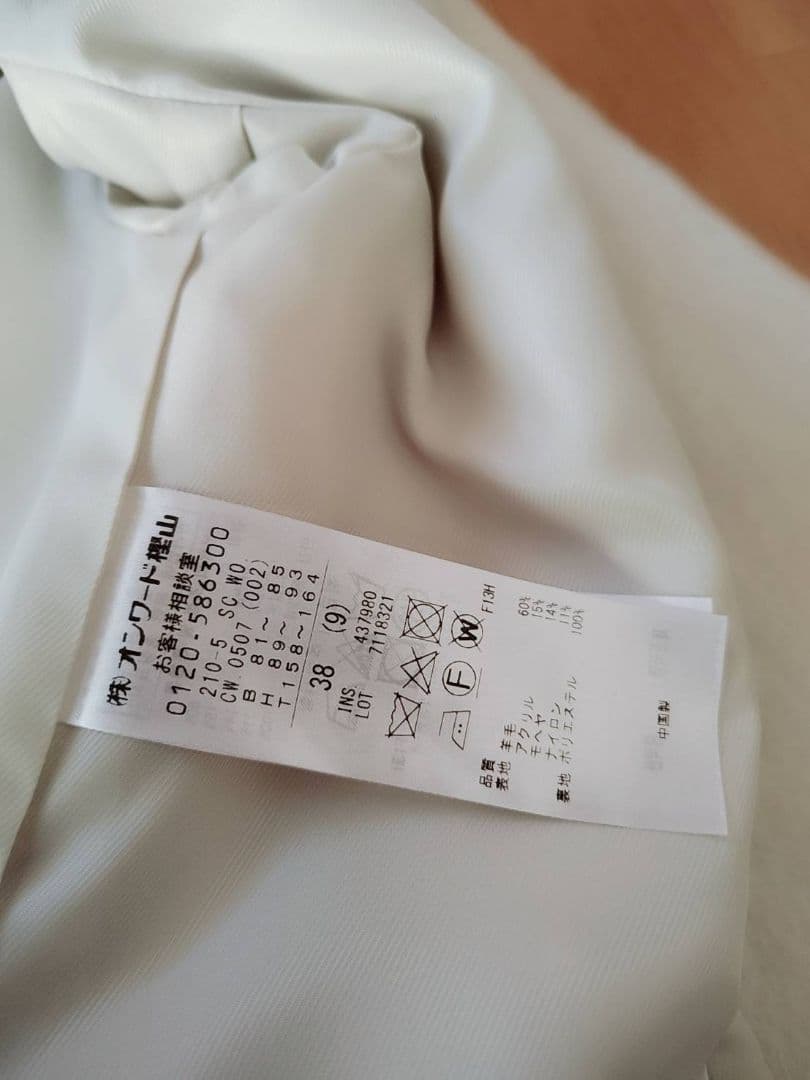 (株)オンワード樫山
お客様相談室
0120-586300
210-5 SC WO.
CW.0507 (002)
B 81～ 85
H 89～ 93
T 158～164
38 (9)
INS. 437980
LOT 7118321
F W F13H
品質
表地 羊毛 60%
アクリル 15%
モヘヤ 14%
ナイロン 11%
裏地 ポリエステル 100%
中国製